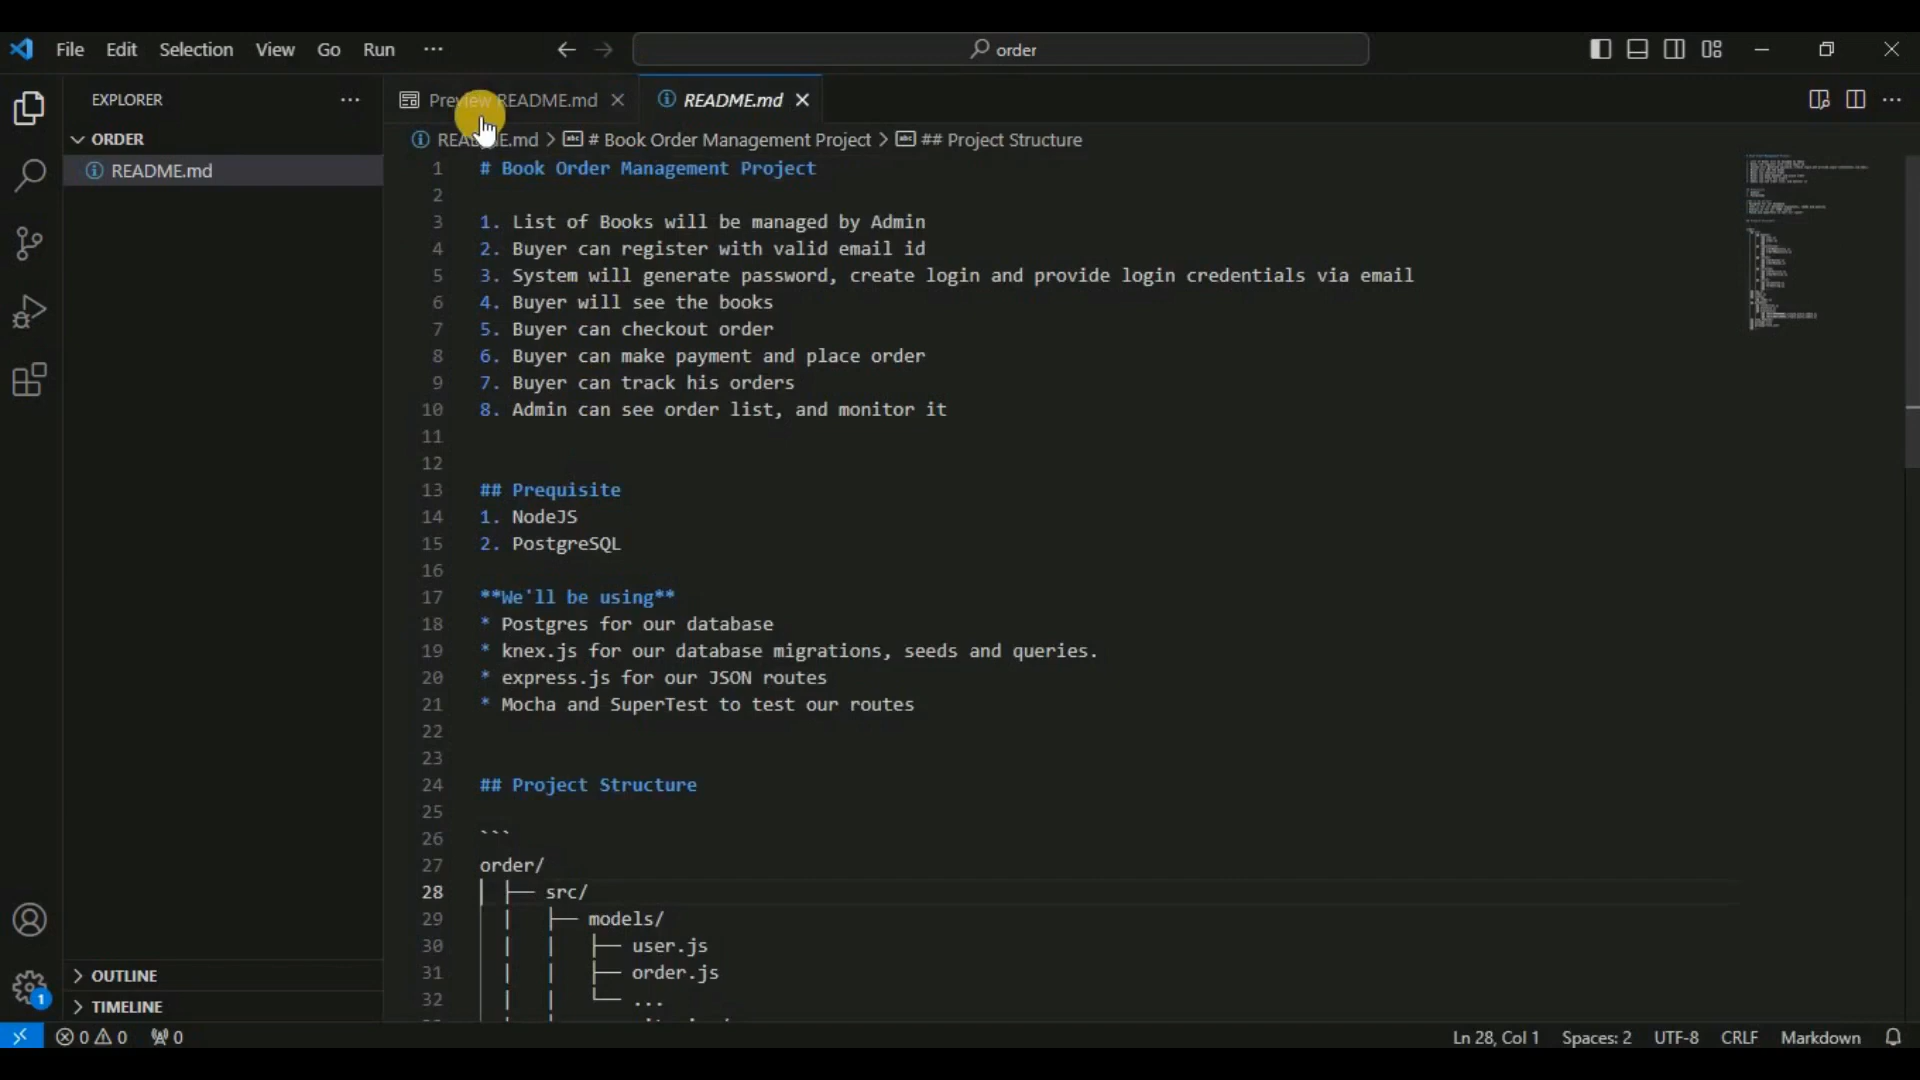 File Edit Selection View Go Run ··· order
EXPLORER ···
Preview README.md
README.md
ORDER
README.md > # Book Order Management Project > ## Project Structure
README.md
1 # Book Order Management Project
2
3 1. List of Books will be managed by Admin
4 2. Buyer can register with valid email id
5 3. System will generate password, create login and provide login credentials via email
6 4. Buyer will see the books
7 5. Buyer can checkout order
8 6. Buyer can make payment and place order
9 7. Buyer can track his orders
10 8. Admin can see order list, and monitor it
11
12
13 ## Prequisite
14 1. NodeJS
15 2. PostgreSQL
16
17 **We'll be using**
18 * Postgres for our database
19 * knex.js for our database migrations, seeds and queries.
20 * express.js for our JSON routes
21 * Mocha and SuperTest to test our routes
22
23
24 ## Project Structure
25
26 ```
27 order/
28 ├── src/
29 │ ├── models/
30 │ │ ├── user.js
31 │ │ ├── order.js
32 │ │ └── ...
OUTLINE
TIMELINE
1
0 0 0 Ln 28, Col 1 Spaces: 2 UTF-8 CRLF Markdown